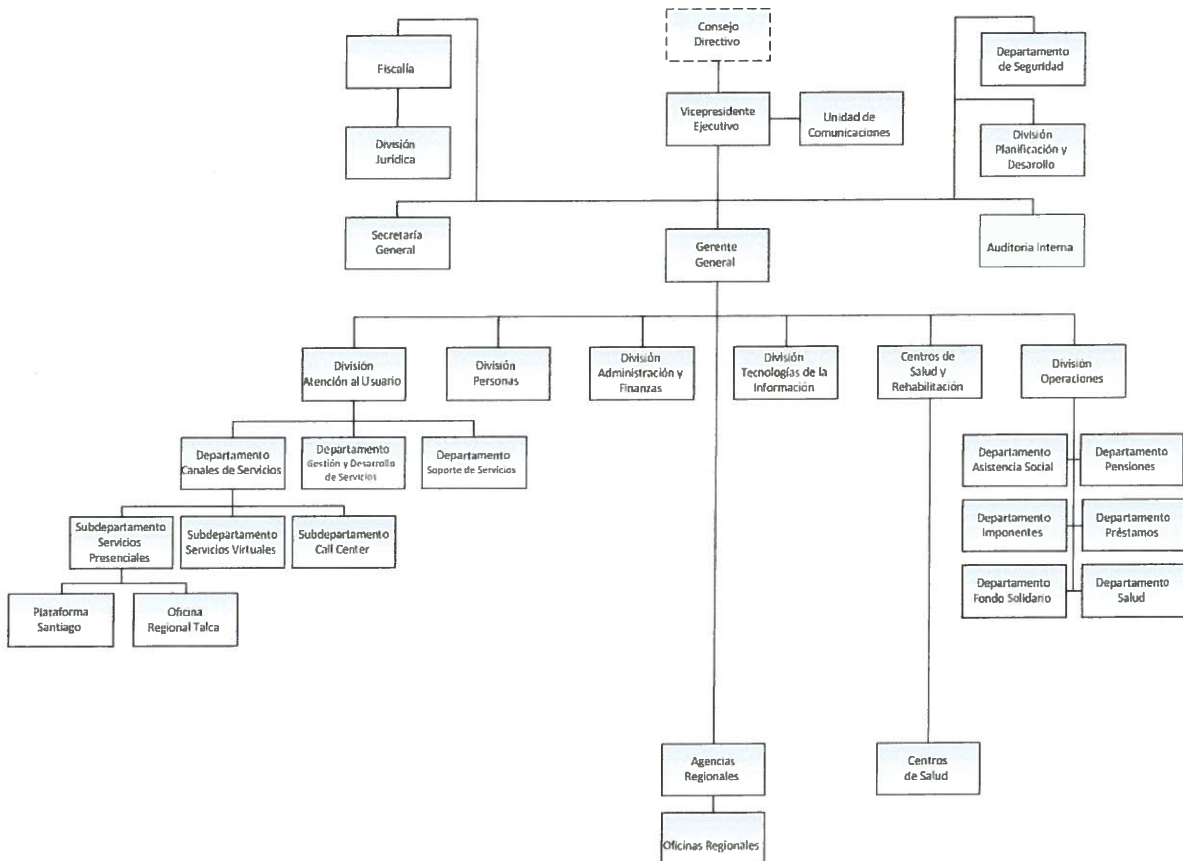 Consejo
Directivo
Fiscalía
Departamento
de Seguridad
Vicepresidente
Ejecutivo
Unidad de
Comunicaciones
División
Jurídica
División
Planificación y
Desarollo
Secretaría
General
Gerente
General
Auditoria Interna
División
Atención al Usuario
División
Personas
División
Administración y
Finanzas
División
Tecnologías de la
Información
Centros de
Salud y
Rehabilitación
División
Operaciones
Departamento
Canales de Servicios
Departamento
Gestión y Desarrollo
de Servicios
Departamento
Soporte de Servicios
Departamento
Asistencia Social
Departamento
Pensiones
Subdepartamento
Servicios
Presenciales
Subdepartamento
Servicios Virtuales
Subdepartamento
Call Center
Departamento
Imponentes
Departamento
Préstamos
Plataforma
Santiago
Oficina
Regional Talca
Departamento
Fondo Solidario
Departamento
Salud
Agencias
Regionales
Centros
de Salud
Oficinas Regionales